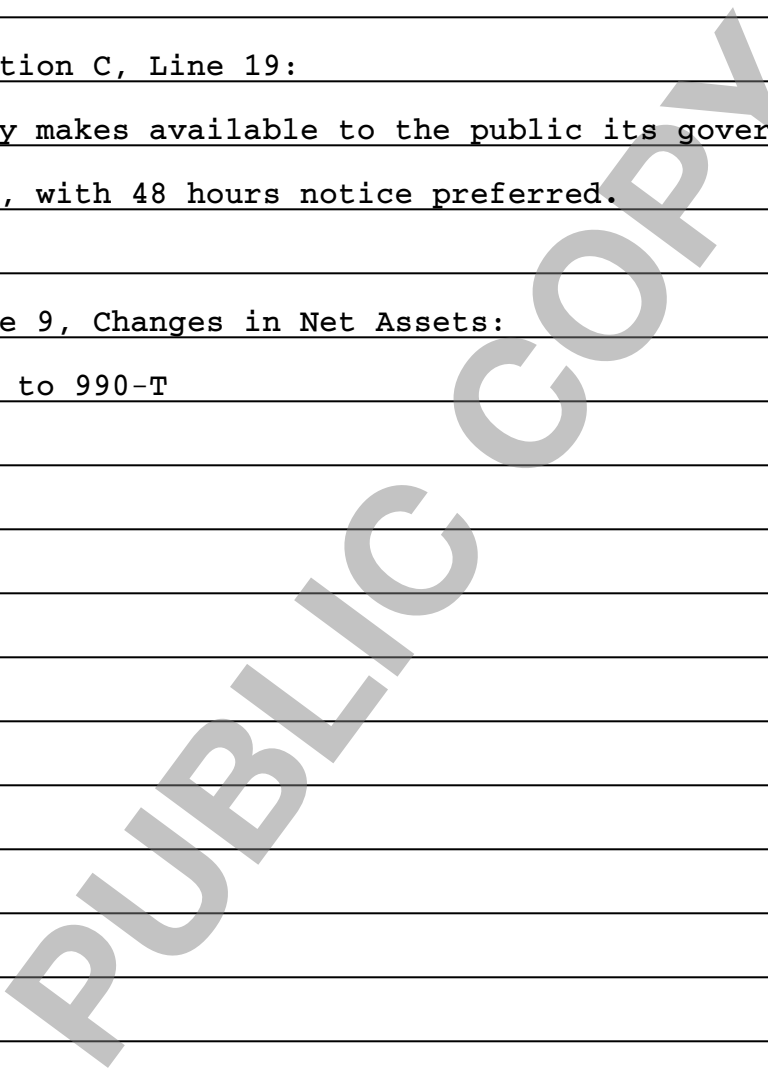 tion C, Line 19:
y makes available to the public its gover
, with 48 hours notice preferred.
e 9, Changes in Net Assets:
to 990-T
PUBLIC COPY